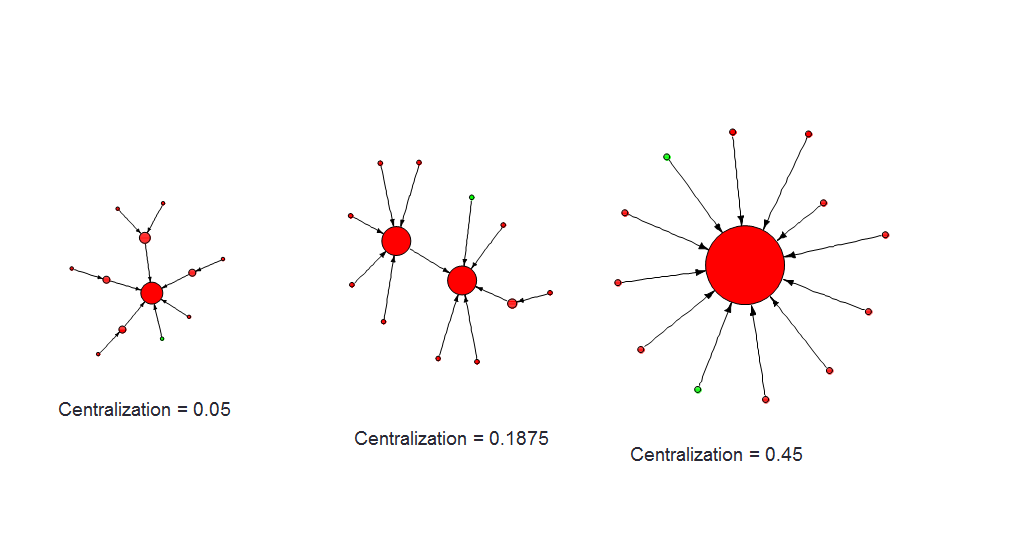 Centralization = 0.05
Centralization = 0.1875
Centralization = 0.45